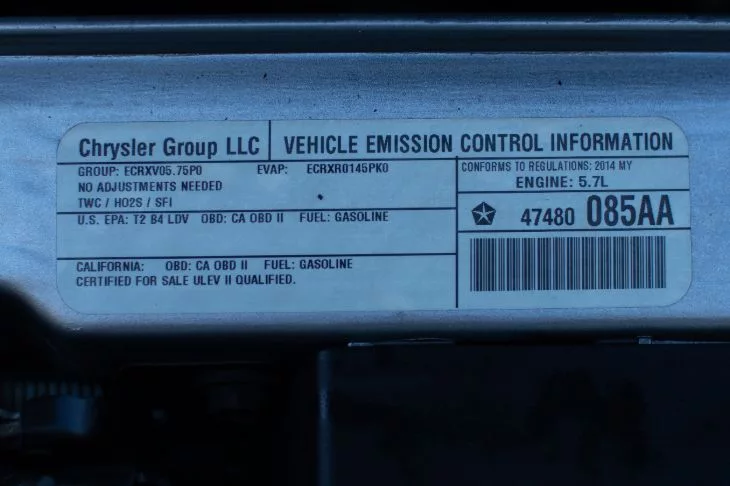 Chrysler Group LLC VEHICLE EMISSION CONTROL INFORMATION
GROUP: ECRXV05.75P0 EVAP: ECRXR0145PK0
NO ADJUSTMENTS NEEDED
TWC / HO2S / SFI
CONFORMS TO REGULATIONS: 2014 MY
ENGINE: 5.7L
U.S. EPA: T2 B4 LDV OBD: CA OBD II FUEL: GASOLINE
47480 085AA
CALIFORNIA: OBD: CA OBD II FUEL: GASOLINE
CERTIFIED FOR SALE ULEV II QUALIFIED.